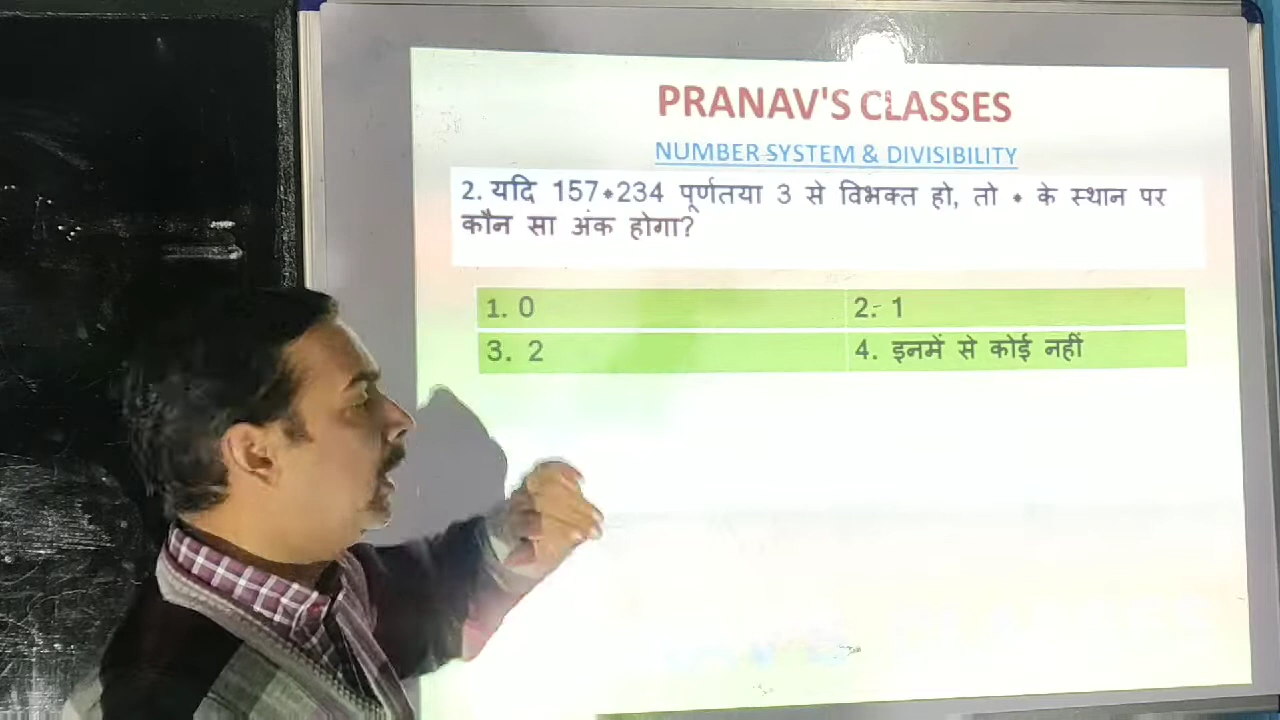 PRANAV'S CLASSES
NUMBER SYSTEM & DIVISIBILITY
2. यदि 157*234 पूर्णतया 3 से विभक्त हो, तो * के स्थान पर
कौन सा अंक होगा?
1. 0
2. 1
3. 2
4. इनमें से कोई नहीं